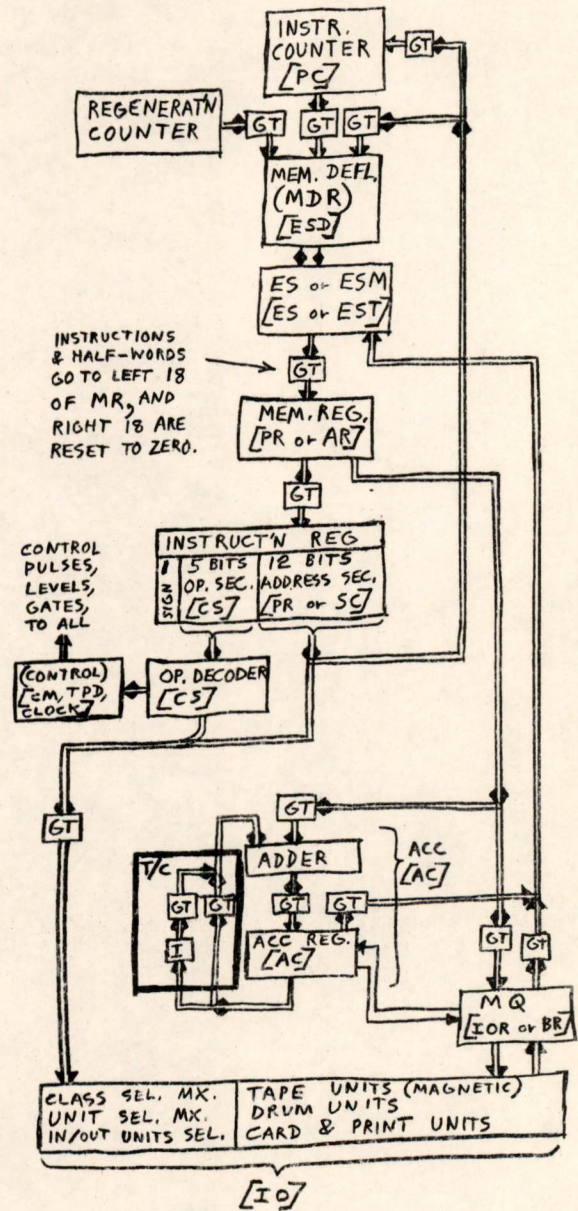 INSTR.
COUNTER
[PC]
GT
REGENERAT'N
COUNTER
GT
GT
GT
MEM. DEFL.
(MDR)
[ESD]
ES or ESM
[ES or EST]
INSTRUCTIONS
& HALF-WORDS
GO TO LEFT 18
OF MR, AND
RIGHT 18 ARE
RESET TO ZERO.
GT
MEM. REG.
[PR or AR]
GT
INSTRUCT'N REG
SIGN 1
5 BITS
OP. SEC.
[CS]
12 BITS
ADDRESS SEC.
[PR or SC]
CONTROL
PULSES,
LEVELS,
GATES,
TO ALL
(CONTROL)
[CM, TPD,
CLOCK]
OP. DECODER
[CS]
GT
GT
T/C
ADDER
ACC
[AC]
GT
GT
GT
GT
I
ACC REG.
[AC]
GT
GT
MQ
[IOR or BR]
CLASS SEL. MX.
UNIT SEL. MX.
IN/OUT UNITS SEL.
TAPE UNITS (MAGNETIC)
DRUM UNITS
CARD & PRINT UNITS
[IO]